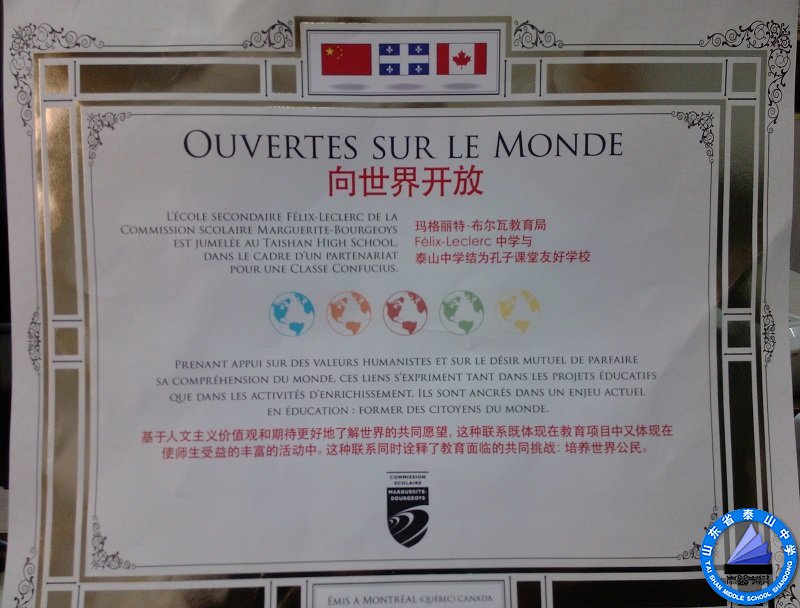 OUVERTES SUR LE MONDE
向世界开放
L'ÉCOLE SECONDAIRE FÉLIX-LECLERC DE LA
COMMISSION SCOLAIRE MARGUERITE-BOURGEOYS
EST JUMELÉE AU TAISHAN HIGH SCHOOL,
DANS LE CADRE D'UN PARTENARIAT
POUR UNE CLASSE CONFUCIUS.
玛格丽特-布尔瓦教育局
Félix-Leclerc 中学与
泰山中学结为孔子课堂友好学校
PRENANT APPUI SUR DES VALEURS HUMANISTES ET SUR LE DÉSIR MUTUEL DE PARFAIRE
SA COMPRÉHENSION DU MONDE, CES LIENS S'EXPRIMENT TANT DANS LES PROJETS ÉDUCATIFS
QUE DANS LES ACTIVITÉS D'ENRICHISSEMENT. ILS SONT ANCRÉS DANS UN ENJEU ACTUEL
EN ÉDUCATION : FORMER DES CITOYENS DU MONDE.
基于人文主义价值观和期待更好地了解世界的共同愿望，这种联系既体现在教育项目中又体现在
使师生受益的丰富的活动中。这种联系同时诠释了教育面临的共同挑战：培养世界公民。
COMMISSION
SCOLAIRE
MARGUERITE-
BOURGEOYS
ÉMIS À MONTRÉAL (QUÉBEC) CANADA
山东省泰山中学
TAI SHAN MIDDLE SCHOOL SHANDONG